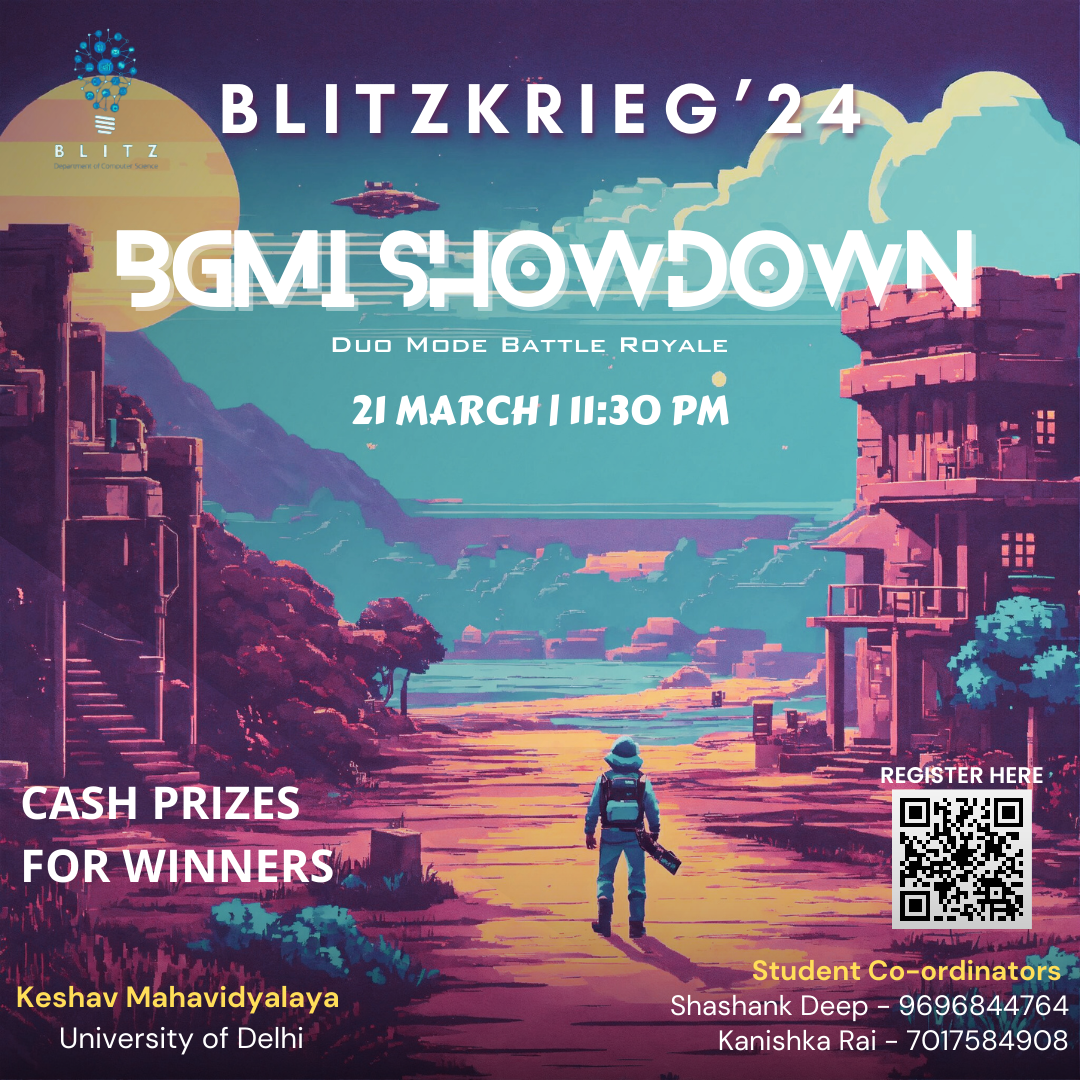 BLITZ
Department of Computer Science
BLITZKRIEG'24
BGMI SHOWDOWN
Duo Mode Battle Royale
21 MARCH | 11:30 PM
CASH PRIZES
FOR WINNERS
REGISTER HERE
Keshav Mahavidyalaya
University of Delhi
Student Co-ordinators
Shashank Deep - 9696844764
Kanishka Rai - 7017584908